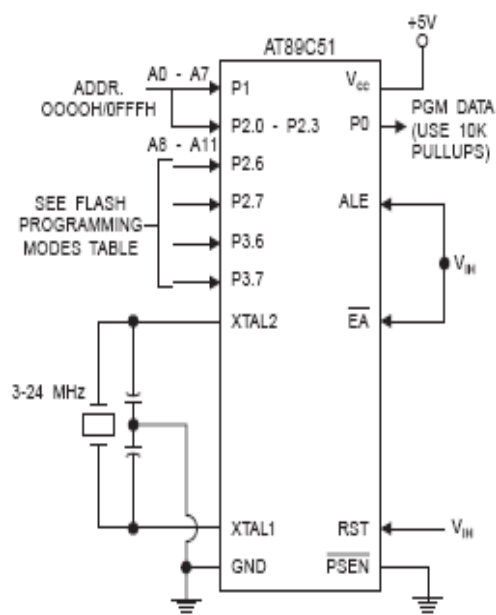 +5V
AT89C51
A0 - A7
ADDR.
OOOOH/0FFFH
P1
Vcc
P2.0 - P2.3
P0
PGM DATA
(USE 10K
PULLUPS)
A8 - A11
P2.6
SEE FLASH
PROGRAMMING
MODES TABLE
P2.7
ALE
P3.6
P3.7
VIH
XTAL2
EA
3-24 MHz
XTAL1
RST
VIH
GND
PSEN